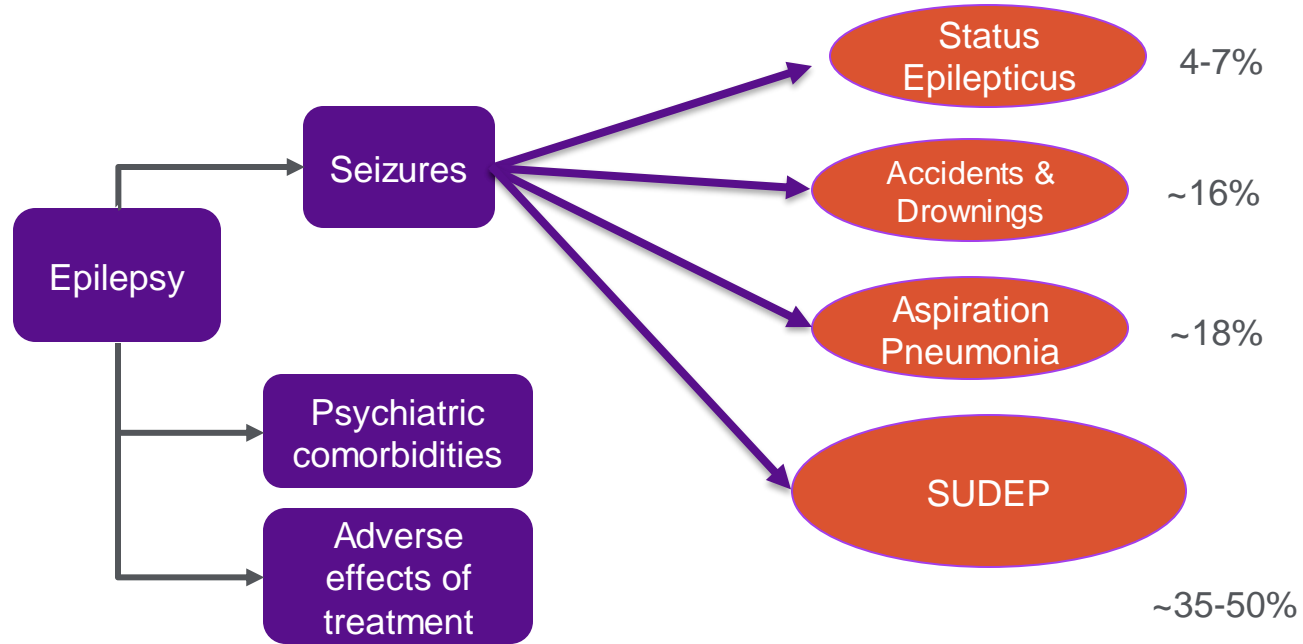 Status
Epilepticus
4-7%
Seizures
Accidents &
Drownings
~16%
Epilepsy
Aspiration
Pneumonia
~18%
Psychiatric
comorbidities
SUDEP
Adverse
effects of
treatment
~35-50%